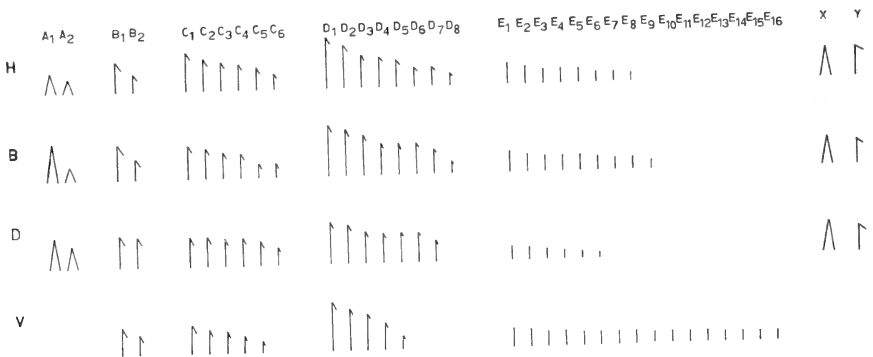 A1 A2 B1 B2 C1 C2 C3 C4 C5 C6 D1 D2 D3 D4 D5 D6 D7 D8 E1 E2 E3 E4 E5 E6 E7 E8 E9 E10 E11 E12 E13 E14 E15 E16 X Y
H
B
D
V